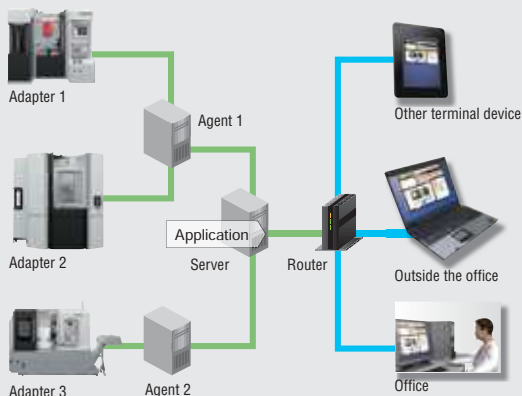 Adapter 1
Agent 1
Other terminal device
Adapter 2
Application
Server
Router
Outside the office
Adapter 3
Agent 2
Office